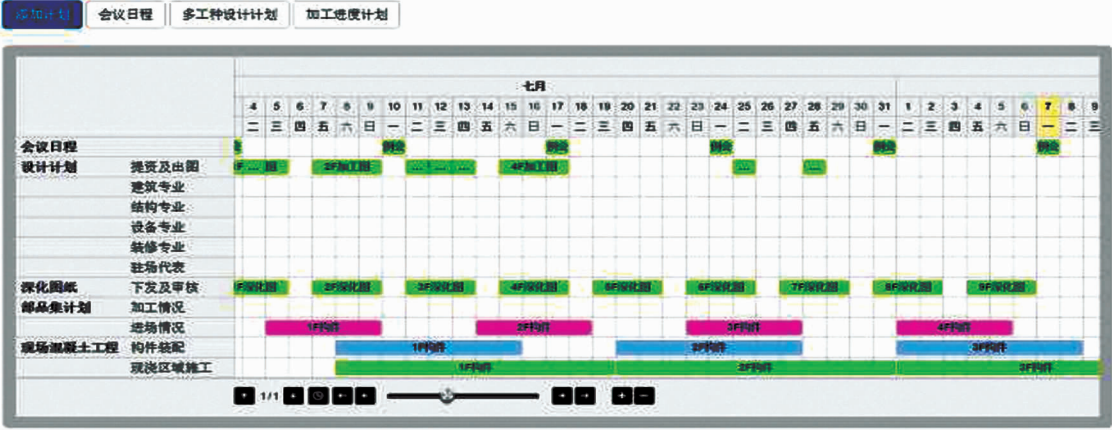 添加计划 会议日程 多工种设计计划 加工进度计划
七月
4 5 6 7 8 9 10 11 12 13 14 15 16 17 18 19 20 21 22 23 24 25 26 27 28 29 30 31 1 2 3 4 5 6 7 8 9
二 三 四 五 六 日 一 二 三 四 五 六 日 一 二 三 四 五 六 日 一 二 三 四 五 六 日 一 二 三 四 五 六 日 一 二 三
会议日程 例会 例会 例会 例会 例会
设计计划 提资及出图 F ... 图 2F加工图 ... ... ... 4F加工图 ... ...
建筑专业
结构专业
设备专业
装修专业
驻场代表
深化图纸 下发及审核 F深化图 2F深化图 3F深化图 4F深化图 5F深化图 6F深化图 7F深化图 8F深化图 9F深化图
部品集计划 加工情况
进场情况 1F构件 2F构件 3F构件 4F构件
现场混凝土工程 构件装配 1F构件 2F构件 3F构件
现浇区域施工 1F构件 2F构件 3F构件
1/1